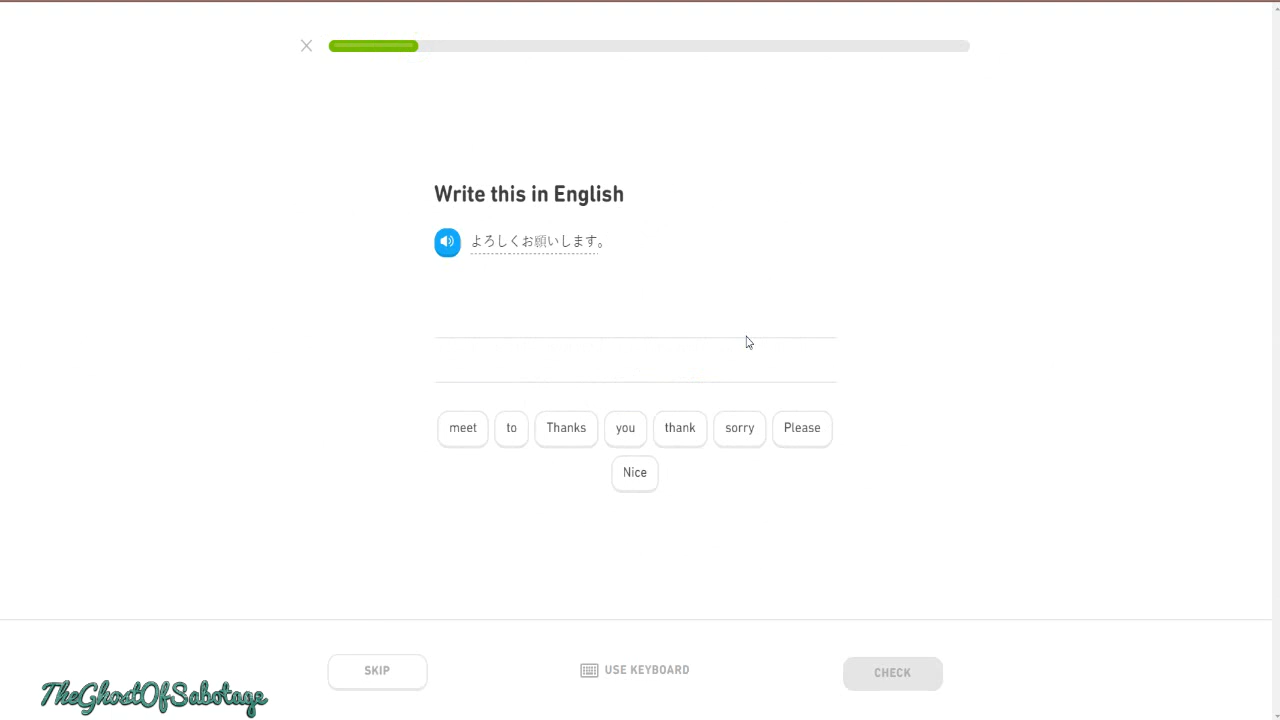 Write this in English
よろしくお願いします。
meet to Thanks you thank sorry Please
Nice
SKIP USE KEYBOARD CHECK
TheGhostOfSabotage